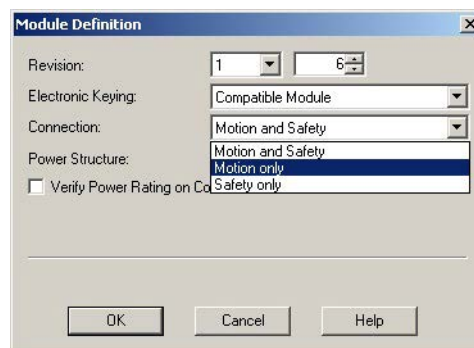 Module Definition
Revision: 1 6
Electronic Keying: Compatible Module
Connection: Motion and Safety
Motion and Safety
Power Structure:
Motion only
Verify Power Rating on Co
Safety only
OK Cancel Help